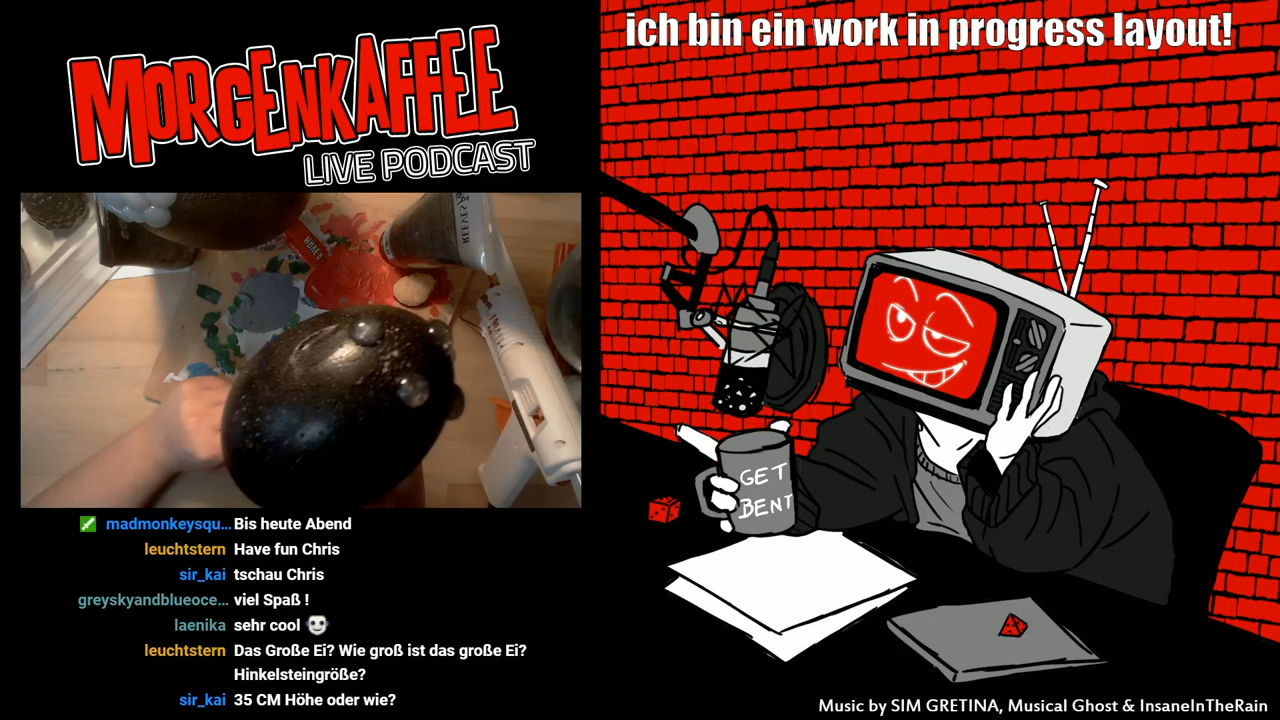 MORGENKAFFEE
LIVE PODCAST
ich bin ein work in progress layout!
REEVES
GET
BENT
madmonkeysqu... Bis heute Abend
leuchtstern Have fun Chris
sir_kai tschau Chris
greyskyandblueoce... viel Spaß !
laenika sehr cool
leuchtstern Das Große Ei? Wie groß ist das große Ei?
Hinkelsteingröße?
sir_kai 35 CM Höhe oder wie?
Music by SIM GRETINA, Musical Ghost & InsaneInTheRain